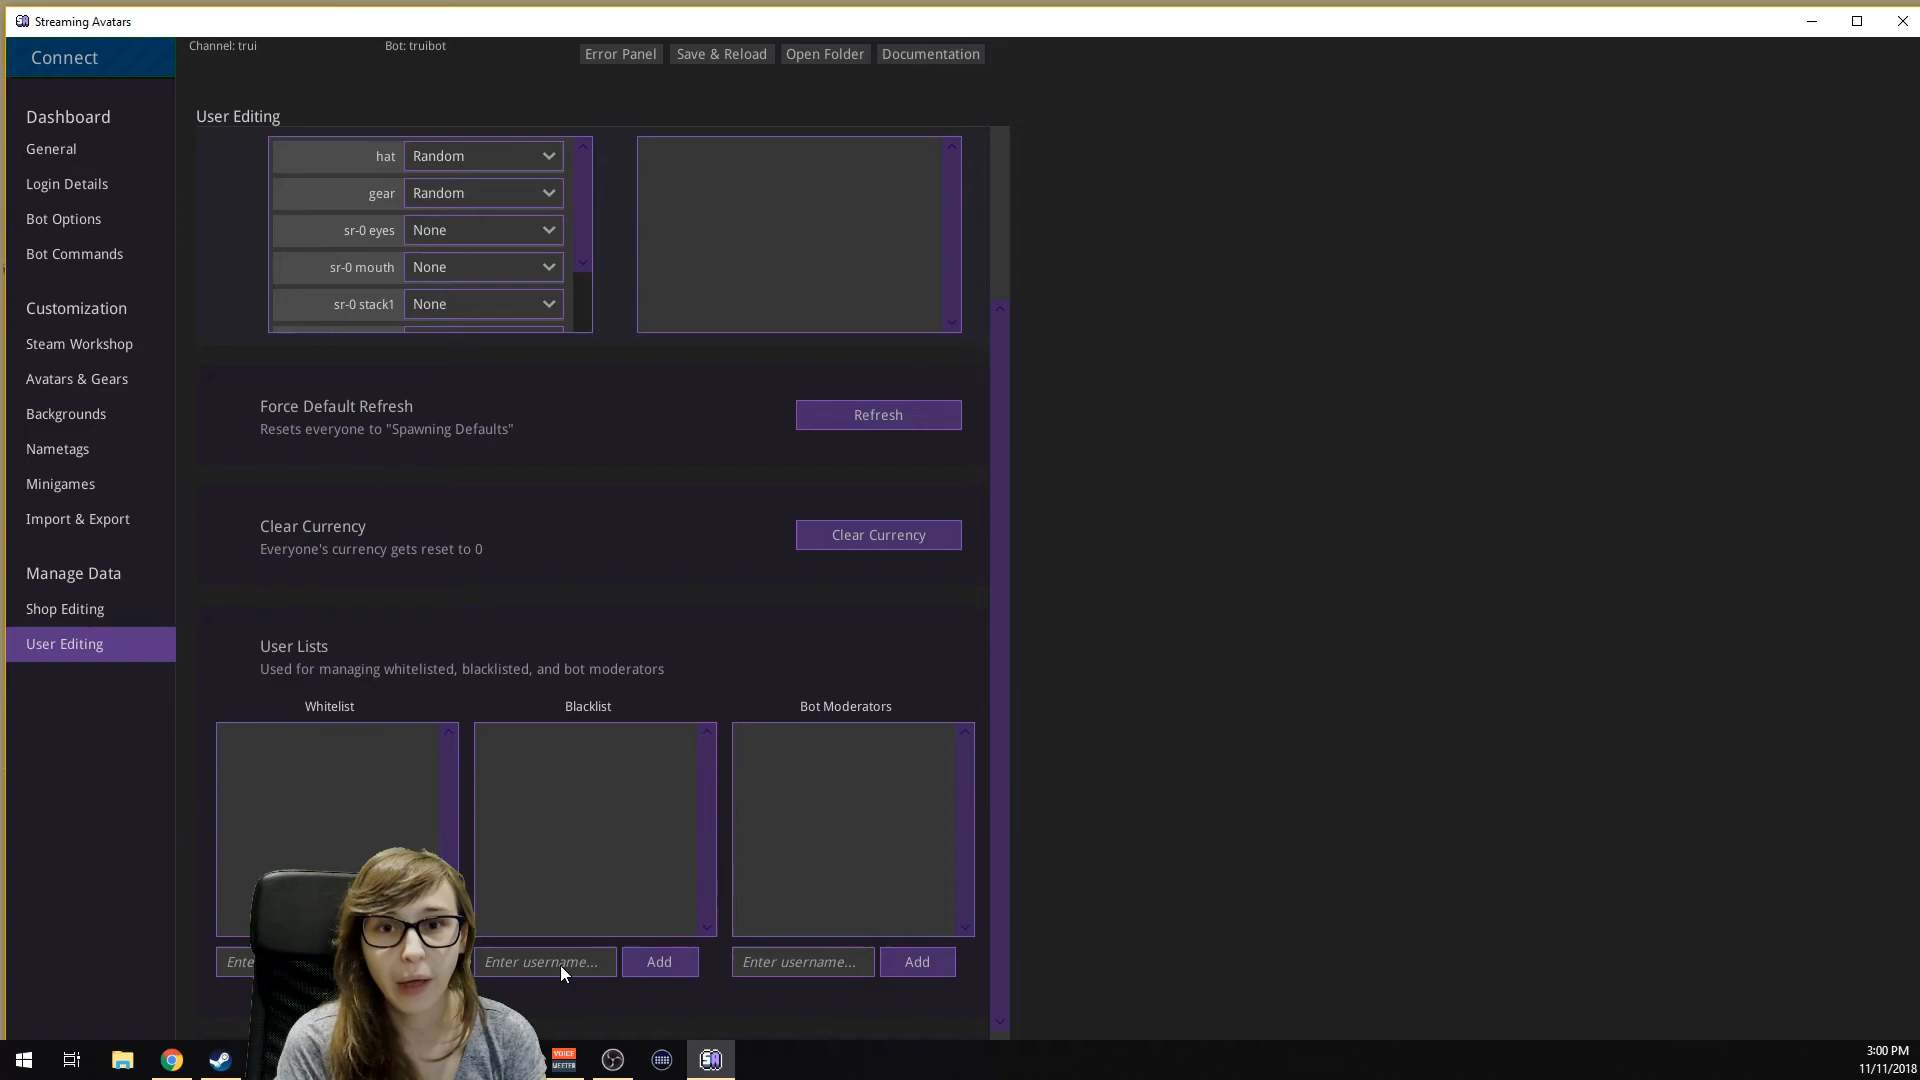 Streaming Avatars
Connect
Channel: trui
Bot: truibot
Error Panel
Save & Reload
Open Folder
Documentation
Dashboard
General
Login Details
Bot Options
Bot Commands
Customization
Steam Workshop
Avatars & Gears
Backgrounds
Nametags
Minigames
Import & Export
Manage Data
Shop Editing
User Editing
User Editing
hat Random
gear Random
sr-0 eyes None
sr-0 mouth None
sr-0 stack1 None
Force Default Refresh
Resets everyone to "Spawning Defaults"
Refresh
Clear Currency
Everyone's currency gets reset to 0
Clear Currency
User Lists
Used for managing whitelisted, blacklisted, and bot moderators
Whitelist
Blacklist
Bot Moderators
Ente
Enter username...
Add
Enter username...
Add
VOICE
MEETER
SA
3:00 PM
11/11/2018